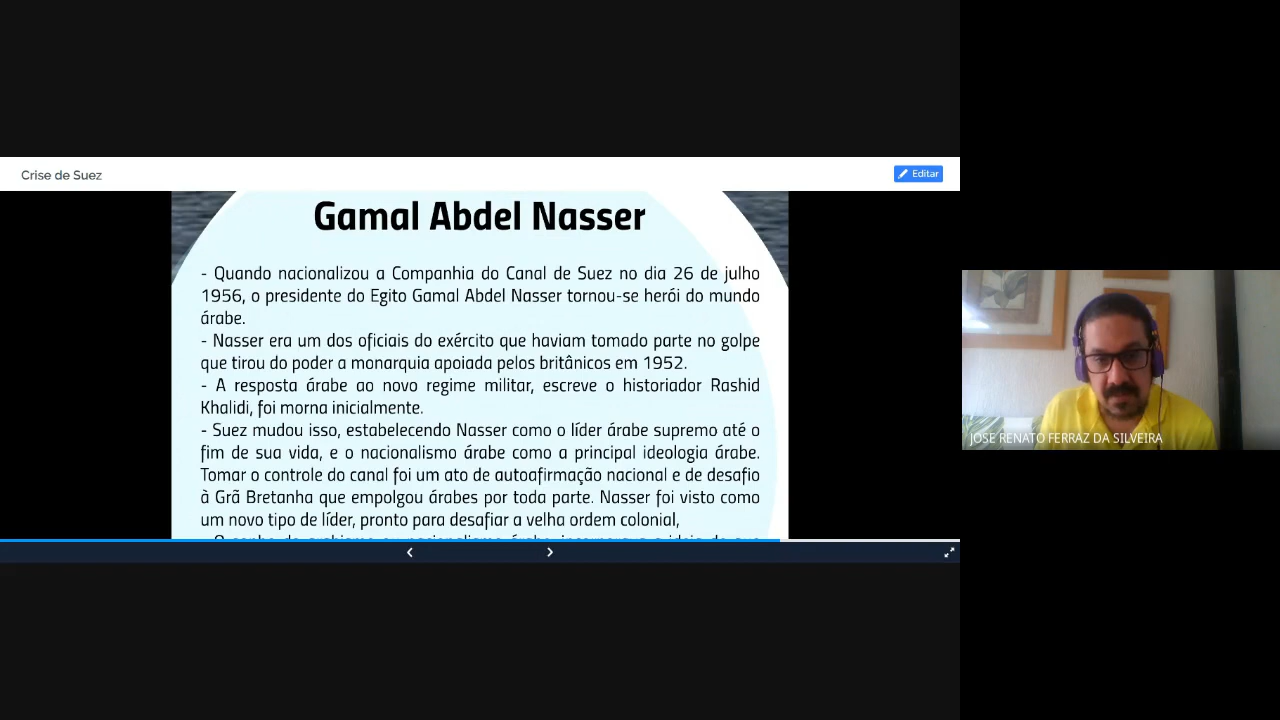 Crise de Suez
Editar
Gamal Abdel Nasser
- Quando nacionalizou a Companhia do Canal de Suez no dia 26 de julho
1956, o presidente do Egito Gamal Abdel Nasser tornou-se herói do mundo
árabe.
- Nasser era um dos oficiais do exército que haviam tomado parte no golpe
que tirou do poder a monarquia apoiada pelos britânicos em 1952.
- A resposta árabe ao novo regime militar, escreve o historiador Rashid
Khalidi, foi morna inicialmente.
- Suez mudou isso, estabelecendo Nasser como o líder árabe supremo até o
fim de sua vida, e o nacionalismo árabe como a principal ideologia árabe.
Tomar o controle do canal foi um ato de autoafirmação nacional e de desafio
à Grã Bretanha que empolgou árabes por toda parte. Nasser foi visto como
um novo tipo de líder, pronto para desafiar a velha ordem colonial,
JOSE RENATO FERRAZ DA SILVEIRA